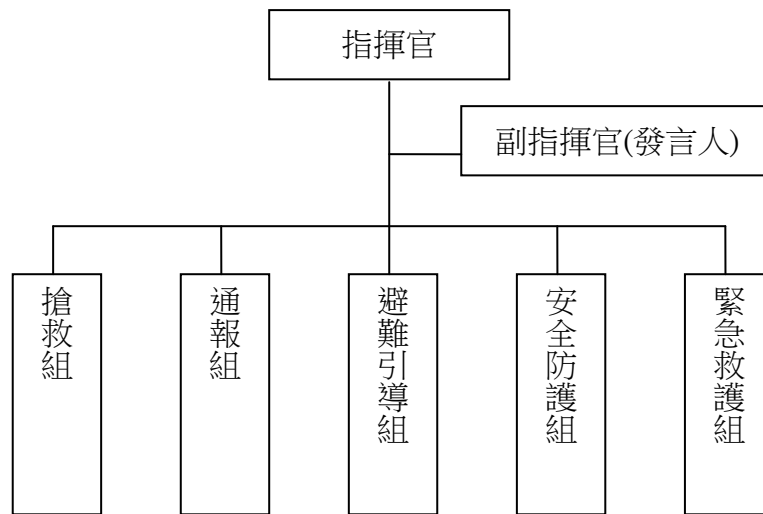 指揮官
副指揮官(發言人)
搶救組
通報組
避難引導組
安全防護組
緊急救護組